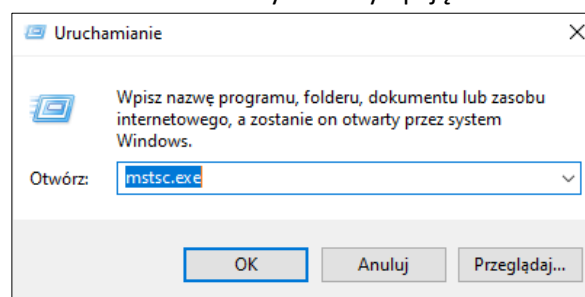 Uruchamianie
Wpisz nazwę programu, folderu, dokumentu lub zasobu
internetowego, a zostanie on otwarty przez system
Windows.
Otwórz: mstsc.exe
OK Anuluj Przeglądaj...